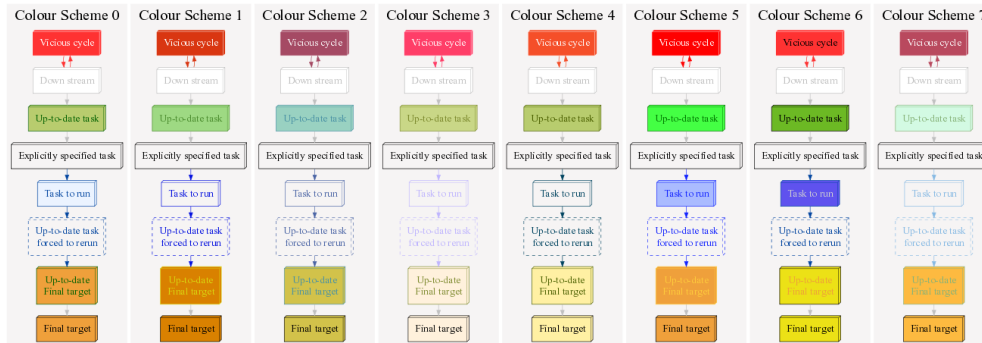 Colour Scheme 0
Vicious cycle
Down stream
Up-to-date task
Explicitly specified task
Task to run
Up-to-date task
forced to rerun
Up-to-date
Final target
Final target
Colour Scheme 1
Vicious cycle
Down stream
Up-to-date task
Explicitly specified task
Task to run
Up-to-date task
forced to rerun
Up-to-date
Final target
Final target
Colour Scheme 2
Vicious cycle
Down stream
Up-to-date task
Explicitly specified task
Task to run
Up-to-date task
forced to rerun
Up-to-date
Final target
Final target
Colour Scheme 3
Vicious cycle
Down stream
Up-to-date task
Explicitly specified task
Task to run
Up-to-date task
forced to rerun
Up-to-date
Final target
Final target
Colour Scheme 4
Vicious cycle
Down stream
Up-to-date task
Explicitly specified task
Task to run
Up-to-date task
forced to rerun
Up-to-date
Final target
Final target
Colour Scheme 5
Vicious cycle
Down stream
Up-to-date task
Explicitly specified task
Task to run
Up-to-date task
forced to rerun
Up-to-date
Final target
Final target
Colour Scheme 6
Vicious cycle
Down stream
Up-to-date task
Explicitly specified task
Task to run
Up-to-date task
forced to rerun
Up-to-date
Final target
Final target
Colour Scheme 7
Vicious cycle
Down stream
Up-to-date task
Explicitly specified task
Task to run
Up-to-date task
forced to rerun
Up-to-date
Final target
Final target